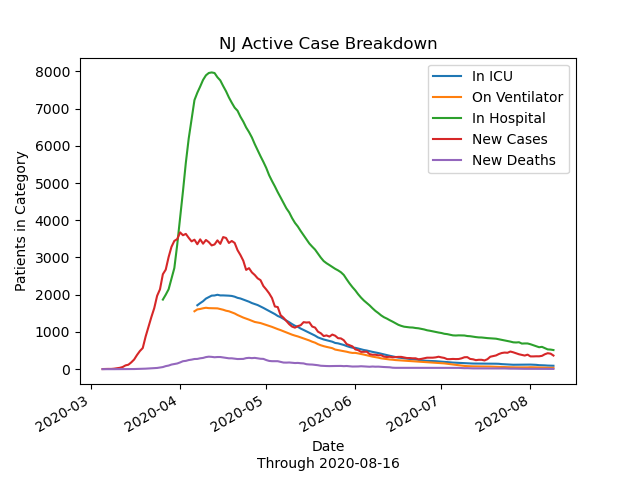 NJ Active Case Breakdown
8000
7000
6000
5000
4000
3000
2000
1000
0
Patients in Category
In ICU
On Ventilator
In Hospital
New Cases
New Deaths
2020-03
2020-04
2020-05
2020-06
2020-07
2020-08
Date
Through 2020-08-16